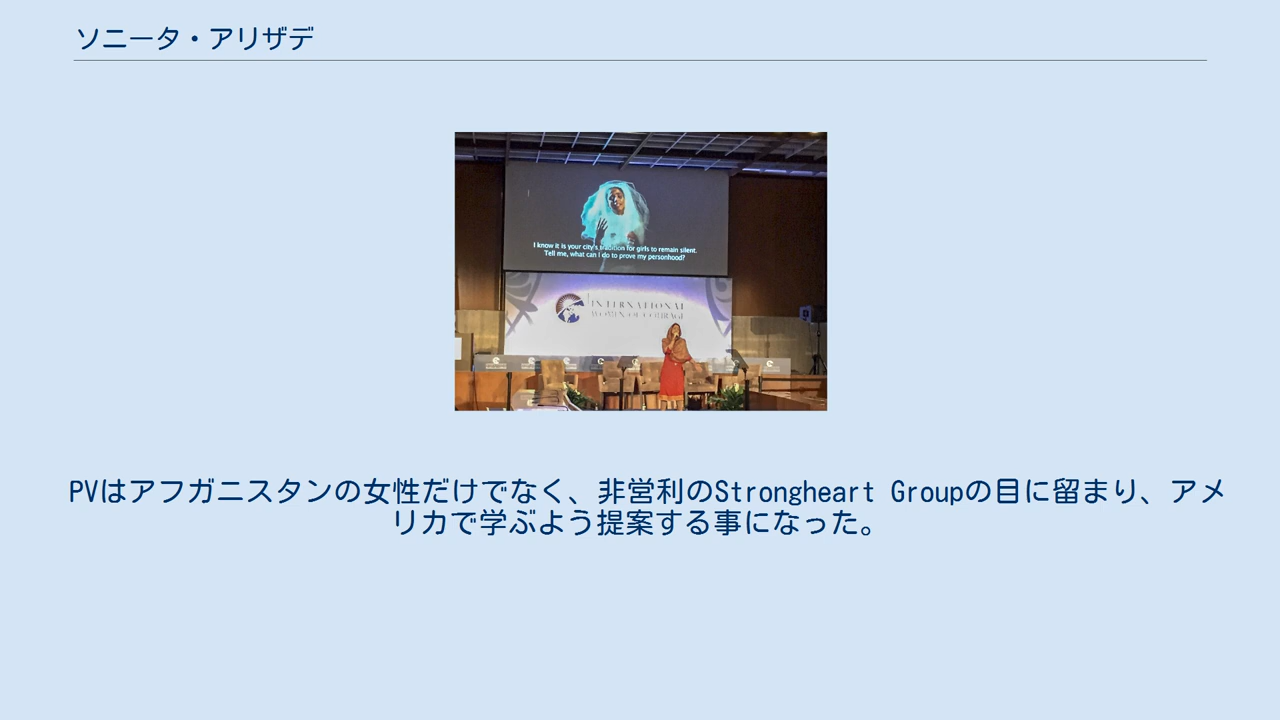 ソニータ・アリザデ
I know it is your city's tradition for girls to remain silent.
Tell me, what can I do to prove my personhood?
INTERNATIONAL
WOMEN OF COURAGE
PVはアフガニスタンの女性だけでなく、非営利のStrongheart Groupの目に留まり、アメ
リカで学ぶよう提案する事になった。